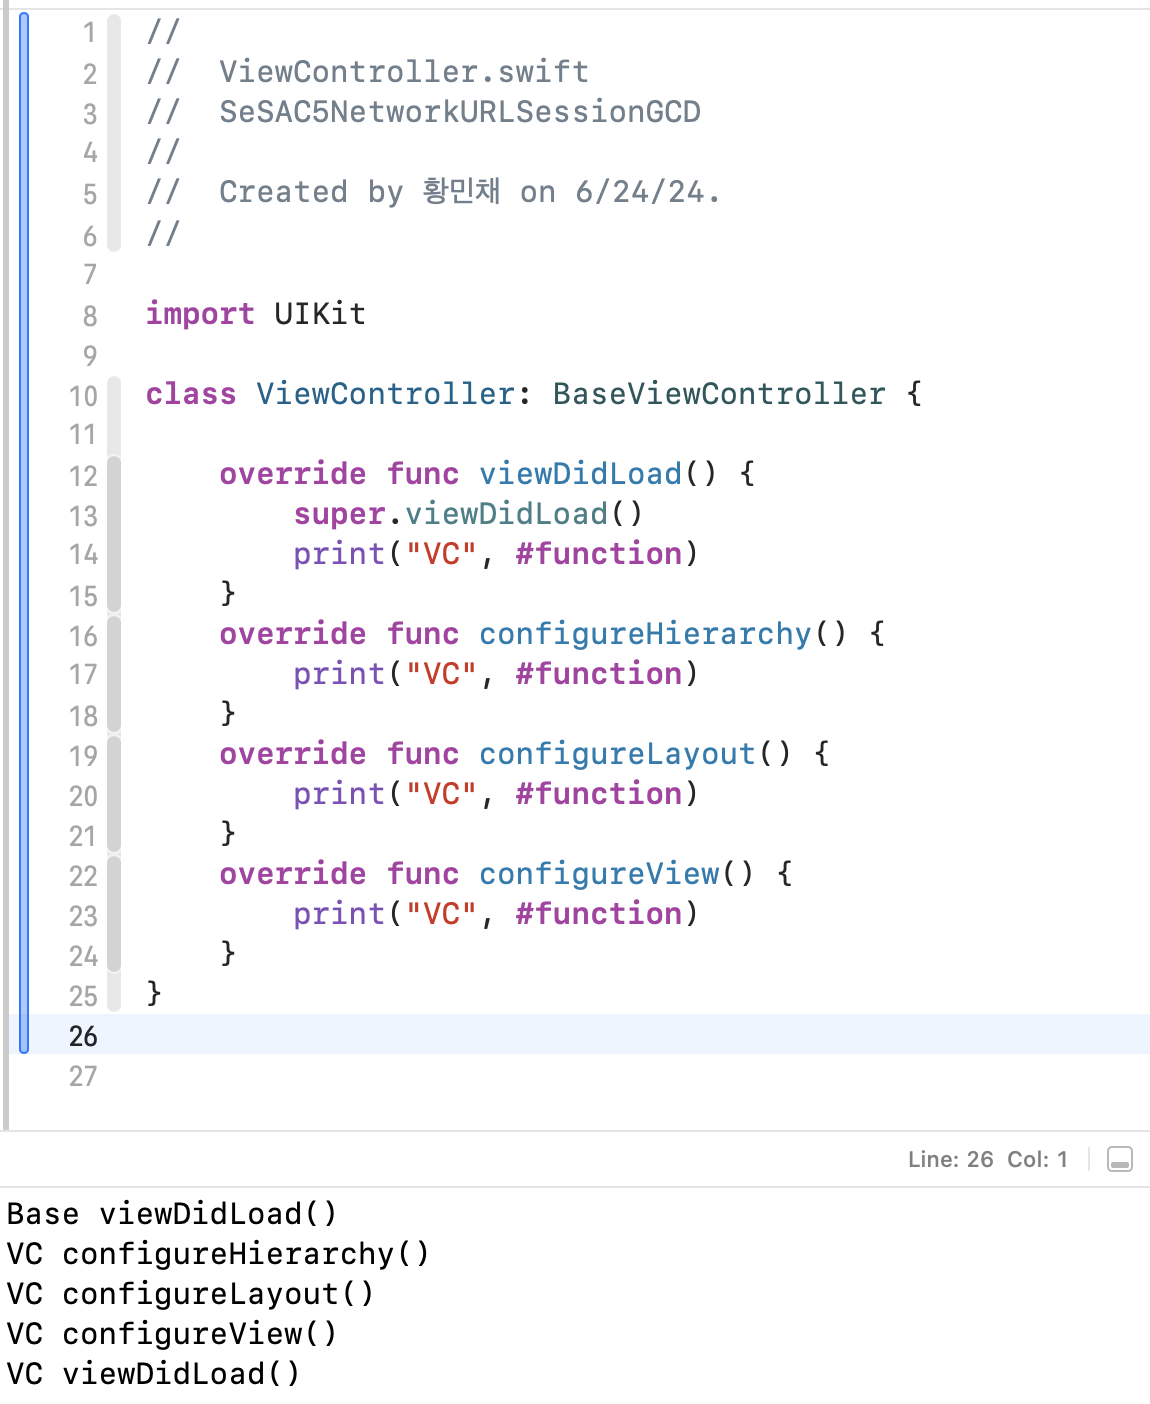 1 //
2 //  ViewController.swift
3 //  SeSAC5NetworkURLSessionGCD
4 //
5 //  Created by 황민채 on 6/24/24.
6 //
7
8 import UIKit
9
10 class ViewController: BaseViewController {
11
12     override func viewDidLoad() {
13         super.viewDidLoad()
14         print("VC", #function)
15     }
16     override func configureHierarchy() {
17         print("VC", #function)
18     }
19     override func configureLayout() {
20         print("VC", #function)
21     }
22     override func configureView() {
23         print("VC", #function)
24     }
25 }
26
27
Line: 26  Col: 1
Base viewDidLoad()
VC configureHierarchy()
VC configureLayout()
VC configureView()
VC viewDidLoad()